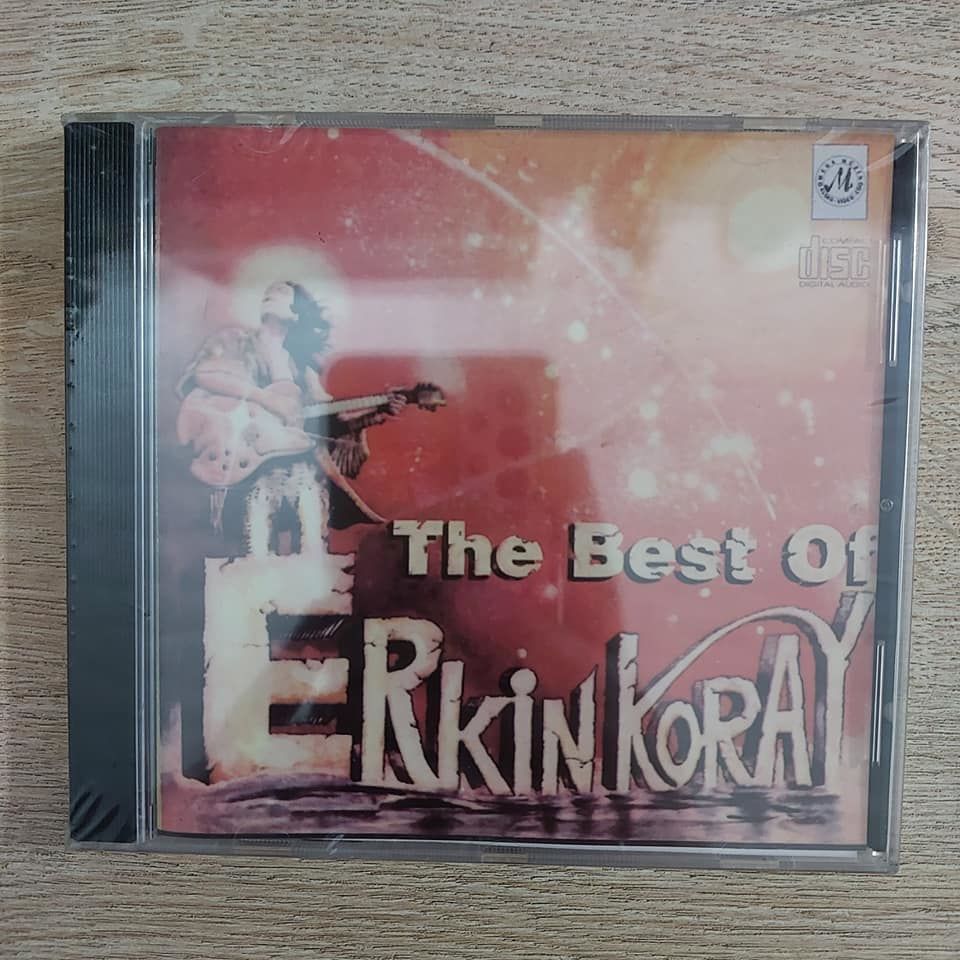 M
COMPACT
disc
DIGITAL AUDIO
The Best Of
ERKiN KORAY